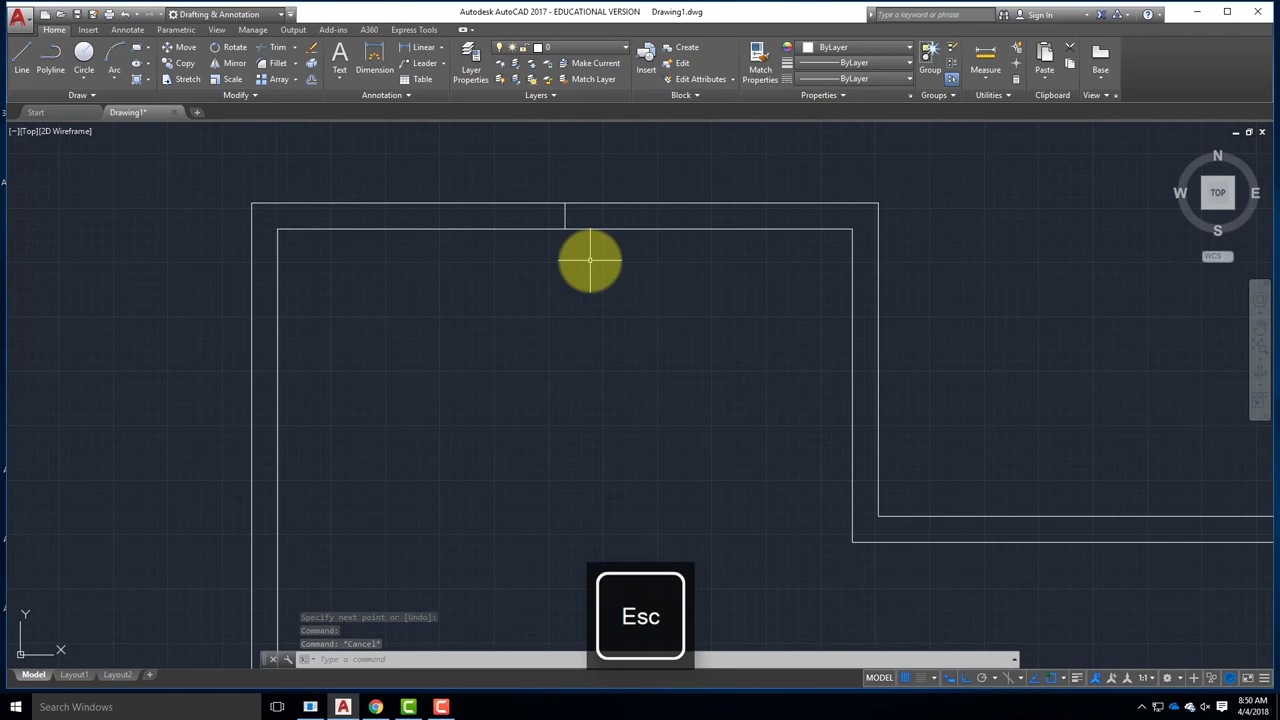 Drafting & Annotation
Autodesk AutoCAD 2017 - EDUCATIONAL VERSION Drawing1.dwg
Type a keyword or phrase
Sign In
Home Insert Annotate Parametric View Manage Output Add-ins A360 Express Tools
Line Polyline Circle Arc
Move Rotate Trim
Copy Mirror Fillet
Stretch Scale Array
Text Dimension
Linear
Leader
Table
Layer Properties
0
Make Current
Match Layer
Insert
Create
Edit
Edit Attributes
Match Properties
ByLayer
ByLayer
ByLayer
Group
Measure
Paste
Base
Draw Modify Annotation Layers Block Properties Groups Utilities Clipboard View
Start Drawing1*
[−][Top][2D Wireframe]
N
W TOP E
S
WCS
Esc
Y
X
Specify next point or [Undo]:
Command:
Command: *Cancel*
Type a command
Model Layout1 Layout2
MODEL 1:1
Search Windows
8:50 AM
4/4/2018